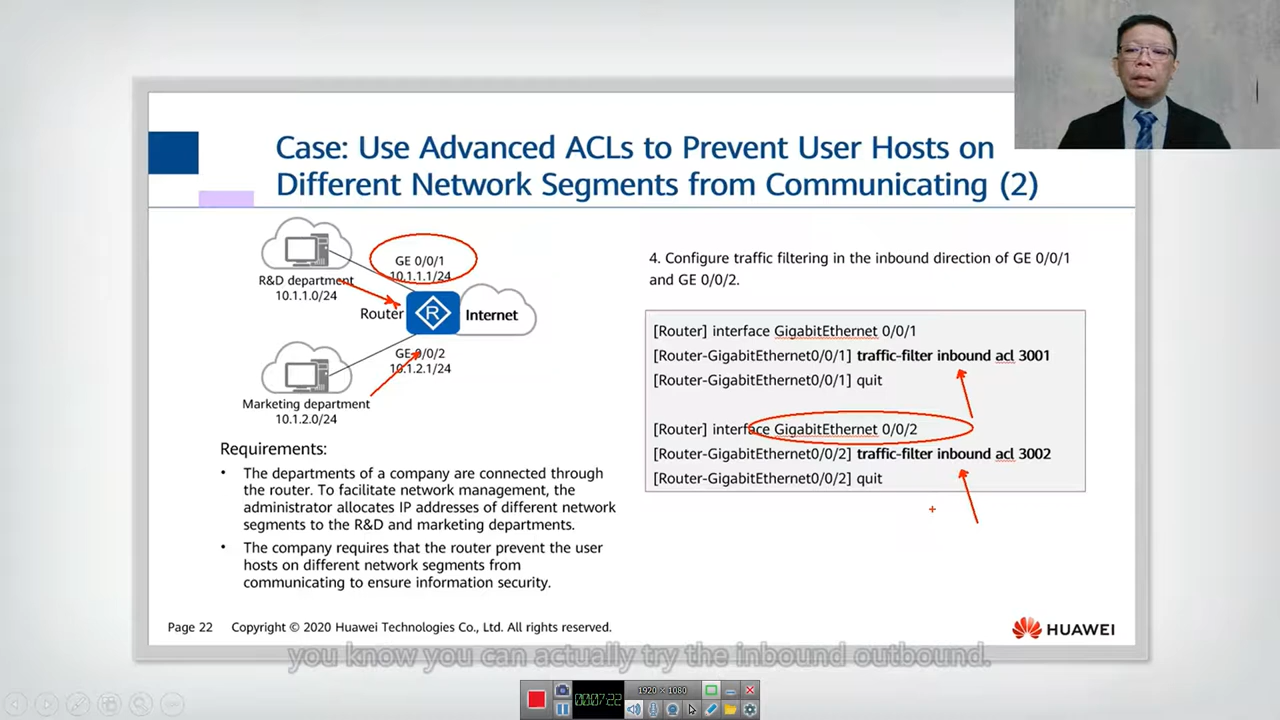 Case: Use Advanced ACLs to Prevent User Hosts on
Different Network Segments from Communicating (2)
GE 0/0/1
10.1.1.1/24
R&D department
10.1.1.0/24
Router
R
Internet
GE 0/0/2
10.1.2.1/24
Marketing department
10.1.2.0/24
Requirements:
• The departments of a company are connected through
the router. To facilitate network management, the
administrator allocates IP addresses of different network
segments to the R&D and marketing departments.
• The company requires that the router prevent the user
hosts on different network segments from
communicating to ensure information security.
4. Configure traffic filtering in the inbound direction of GE 0/0/1
and GE 0/0/2.
[Router] interface GigabitEthernet 0/0/1
[Router-GigabitEthernet0/0/1] traffic-filter inbound acl 3001
[Router-GigabitEthernet0/0/1] quit
[Router] interface GigabitEthernet 0/0/2
[Router-GigabitEthernet0/0/2] traffic-filter inbound acl 3002
[Router-GigabitEthernet0/0/2] quit
Page 22 Copyright © 2020 Huawei Technologies Co., Ltd. All rights reserved.
HUAWEI
you know you can actually try the inbound outbound.
00:07:22
1920 × 1080